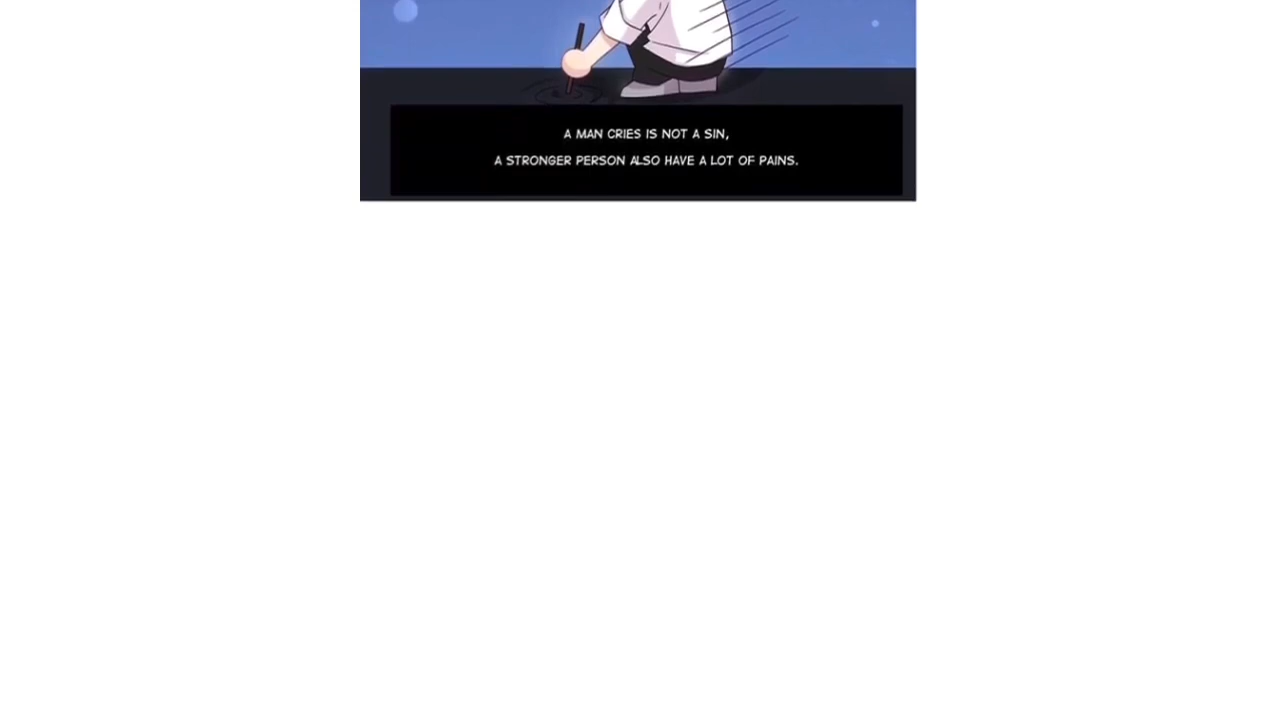 A MAN CRIES IS NOT A SIN,
A STRONGER PERSON ALSO HAVE A LOT OF PAINS.